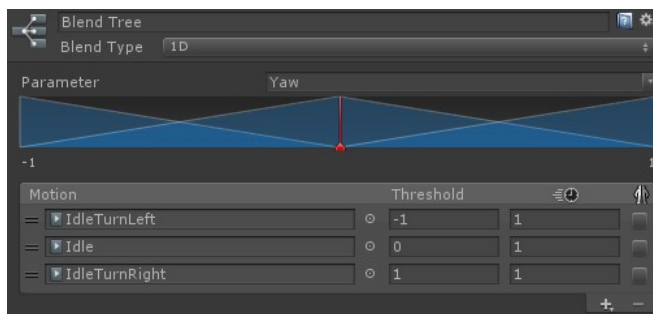 Blend Tree
Blend Type 1D
Parameter Yaw
-1 1
Motion Threshold
IdleTurnLeft -1 1
Idle 0 1
IdleTurnRight 1 1